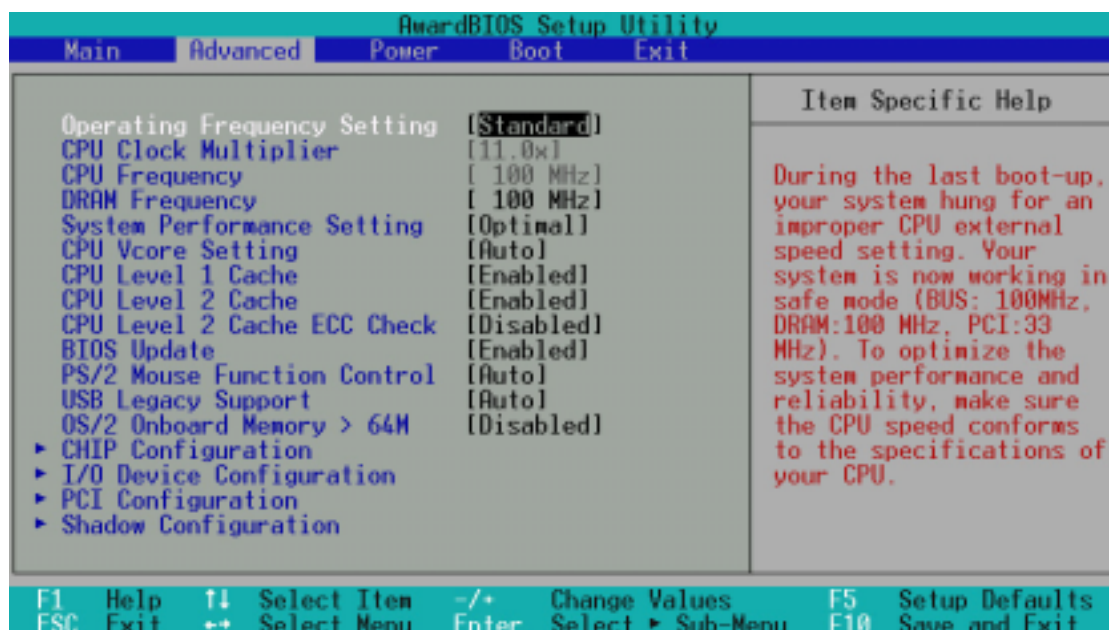 AwardBIOS Setup Utility
Main Advanced Power Boot Exit
Operating Frequency Setting [Standard]
CPU Clock Multiplier [11.0x]
CPU Frequency [ 100 MHz]
DRAM Frequency [ 100 MHz]
System Performance Setting [Optimal]
CPU Vcore Setting [Auto]
CPU Level 1 Cache [Enabled]
CPU Level 2 Cache [Enabled]
CPU Level 2 Cache ECC Check [Disabled]
BIOS Update [Enabled]
PS/2 Mouse Function Control [Auto]
USB Legacy Support [Auto]
OS/2 Onboard Memory > 64M [Disabled]
▸ CHIP Configuration
▸ I/O Device Configuration
▸ PCI Configuration
▸ Shadow Configuration
Item Specific Help
During the last boot-up,
your system hung for an
improper CPU external
speed setting. Your
system is now working in
safe mode (BUS: 100MHz,
DRAM:100 MHz, PCI:33
MHz). To optimize the
system performance and
reliability, make sure
the CPU speed conforms
to the specifications of
your CPU.
F1 Help ↑↓ Select Item -/+ Change Values F5 Setup Defaults
ESC Exit ←→ Select Menu Enter Select ▸ Sub-Menu F10 Save and Exit